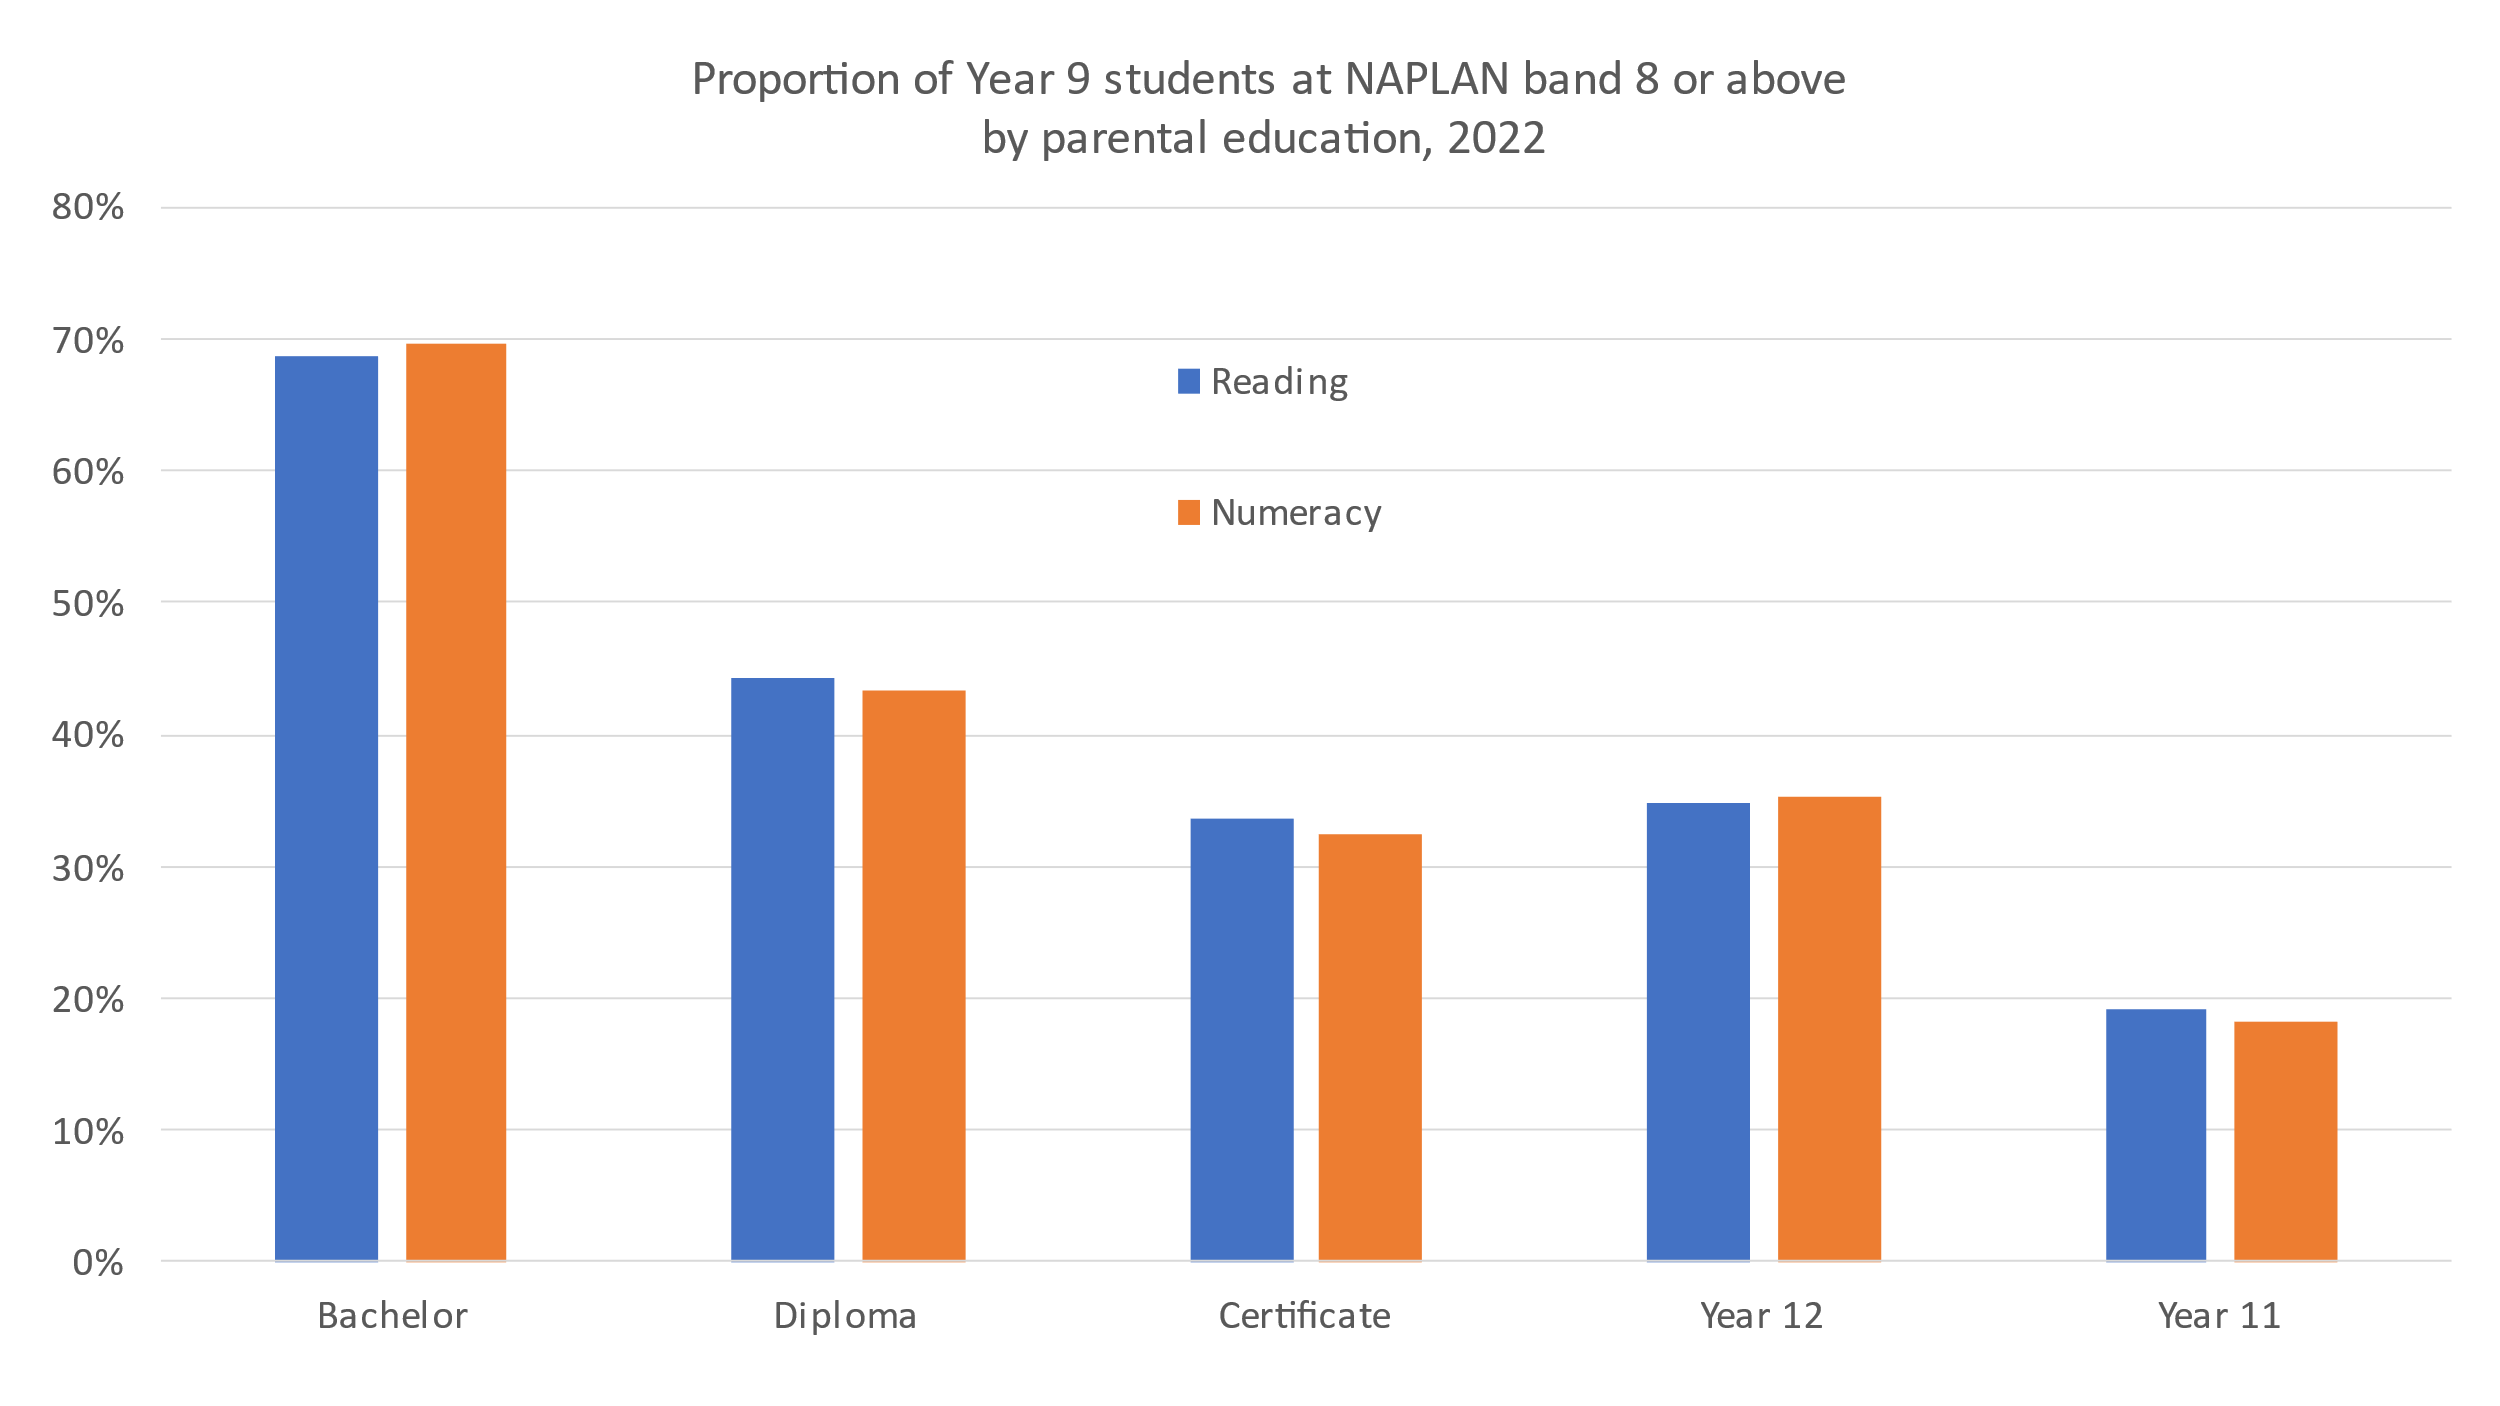 Proportion of Year 9 students at NAPLAN band 8 or above
by parental education, 2022
80%
70%
60%
50%
40%
30%
20%
10%
0%
Reading
Numeracy
Bachelor
Diploma
Certificate
Year 12
Year 11